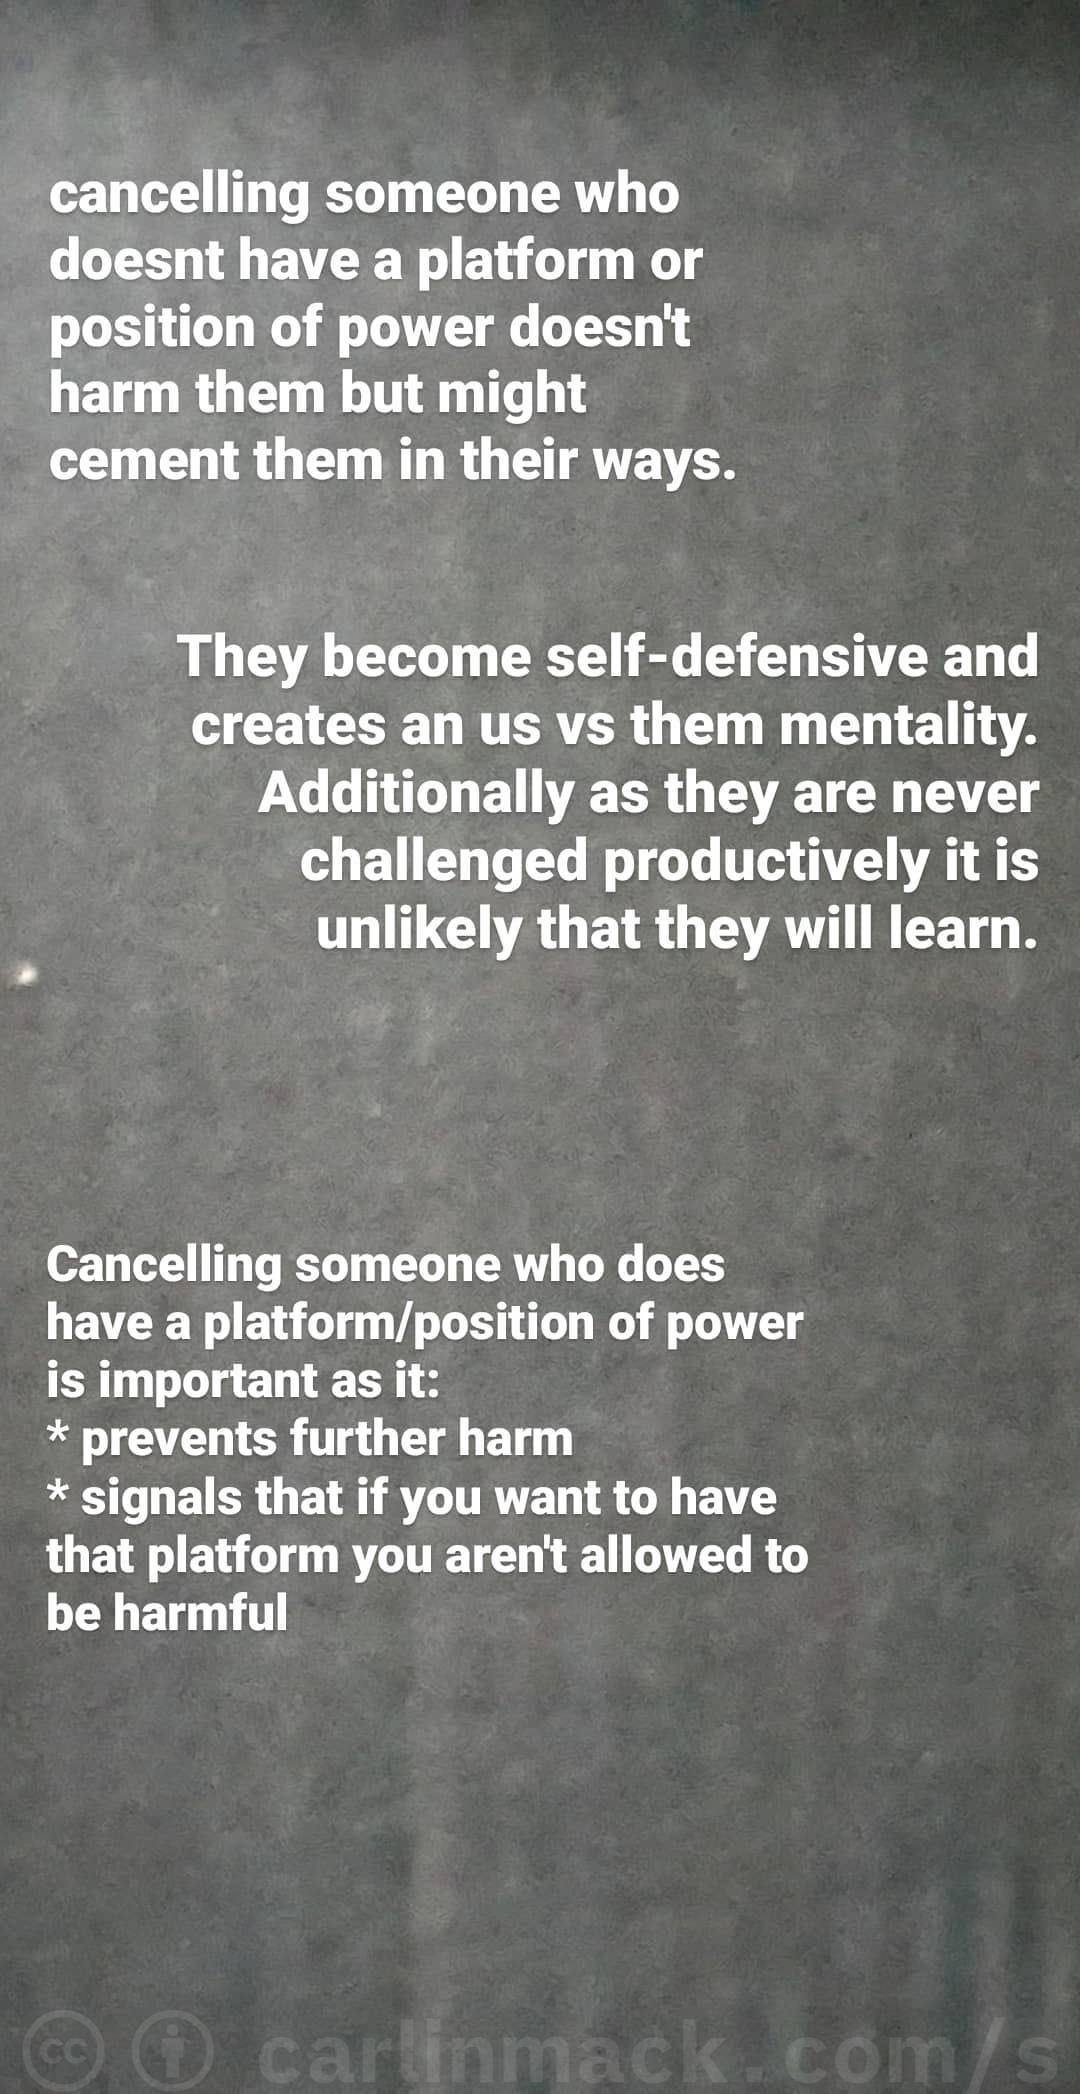 cancelling someone who
doesnt have a platform or
position of power doesn't
harm them but might
cement them in their ways.
They become self-defensive and
creates an us vs them mentality.
Additionally as they are never
challenged productively it is
unlikely that they will learn.
Cancelling someone who does
have a platform/position of power
is important as it:
* prevents further harm
* signals that if you want to have
that platform you aren't allowed to
be harmful
cc carlinmack.com/s